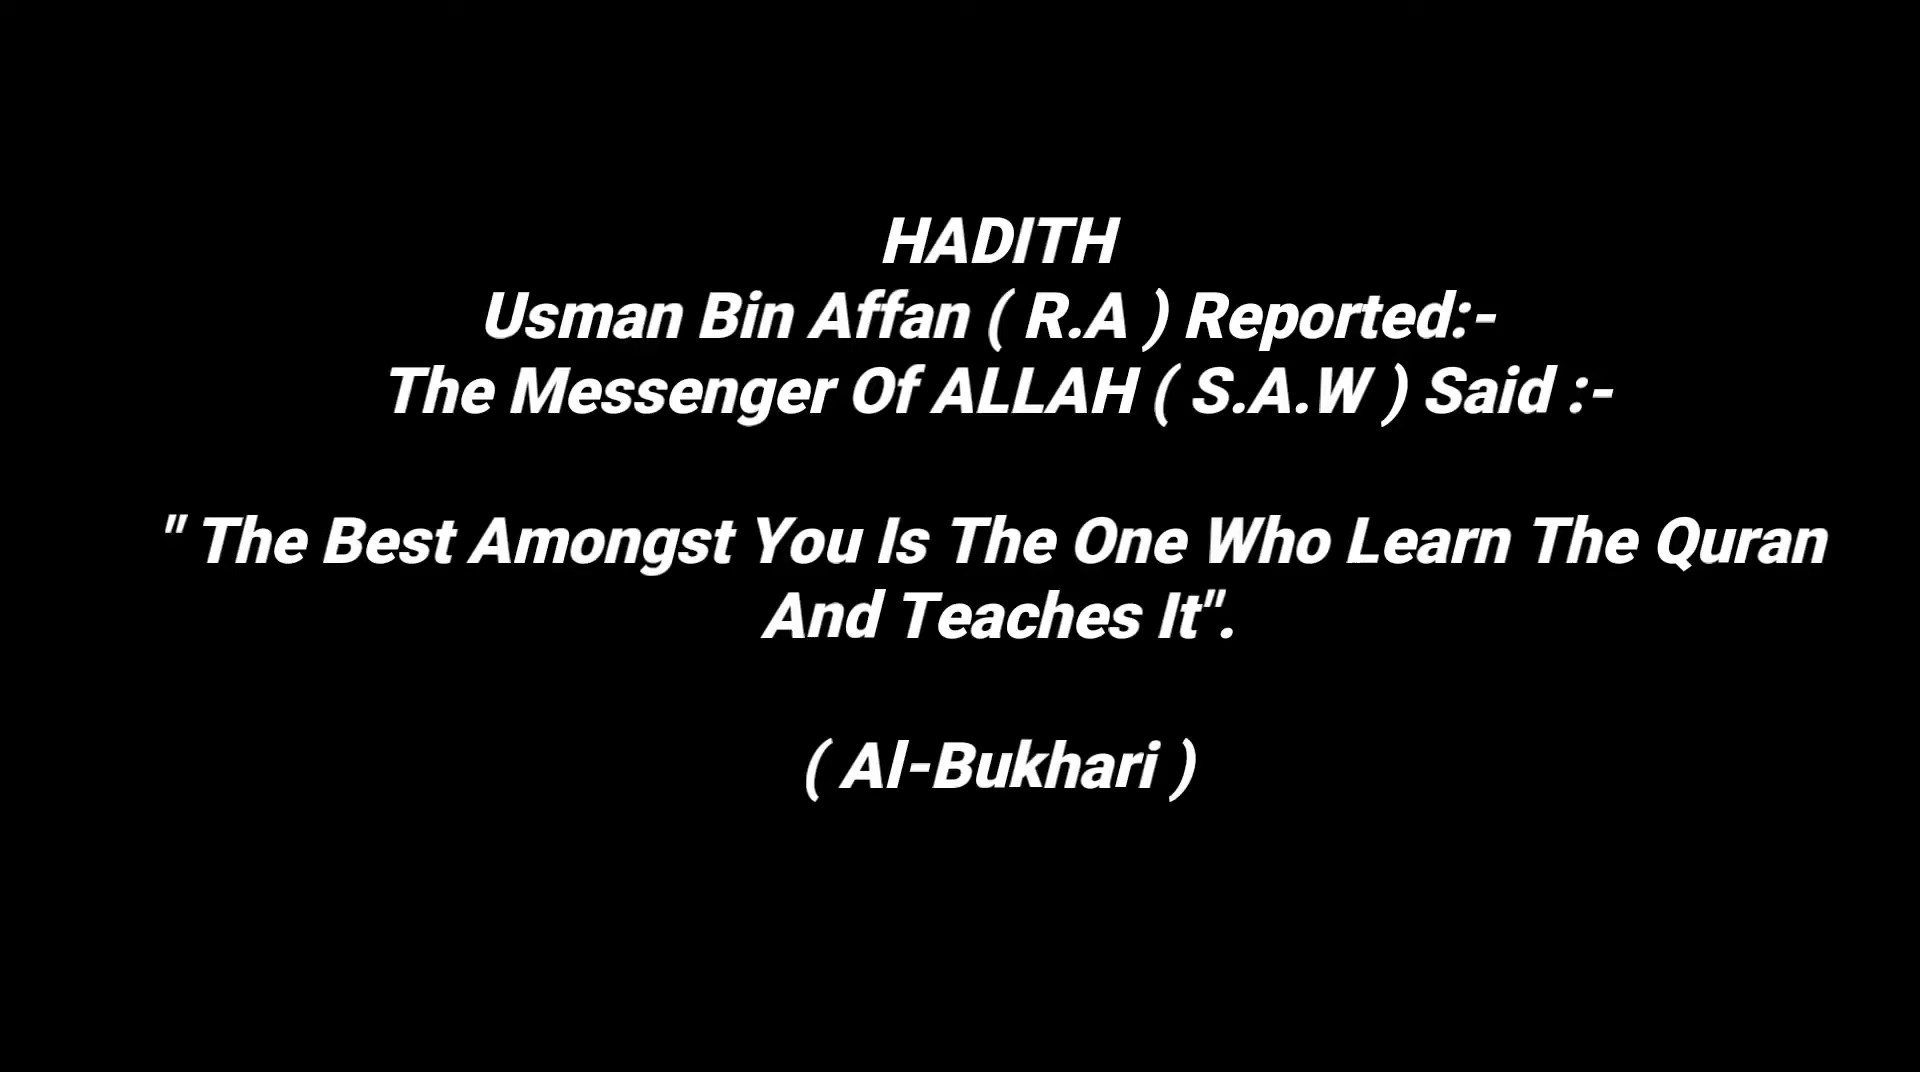 HADITH
Usman Bin Affan ( R.A ) Reported:-
The Messenger Of ALLAH ( S.A.W ) Said :-
" The Best Amongst You Is The One Who Learn The Quran
And Teaches It".
( Al-Bukhari )